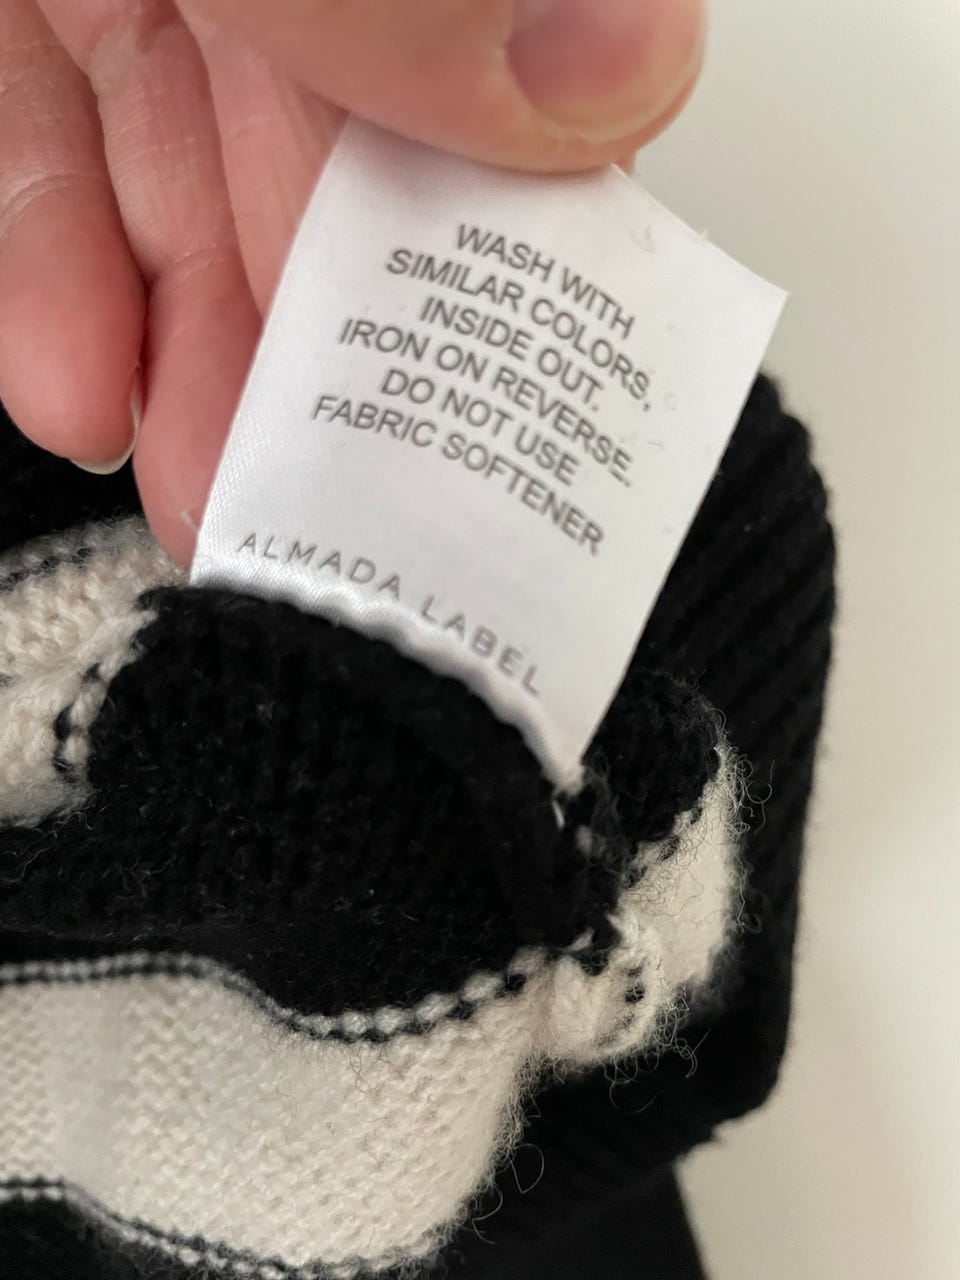 WASH WITH
SIMILAR COLORS,
INSIDE OUT.
IRON ON REVERSE.
DO NOT USE
FABRIC SOFTENER
ALMADA LABEL